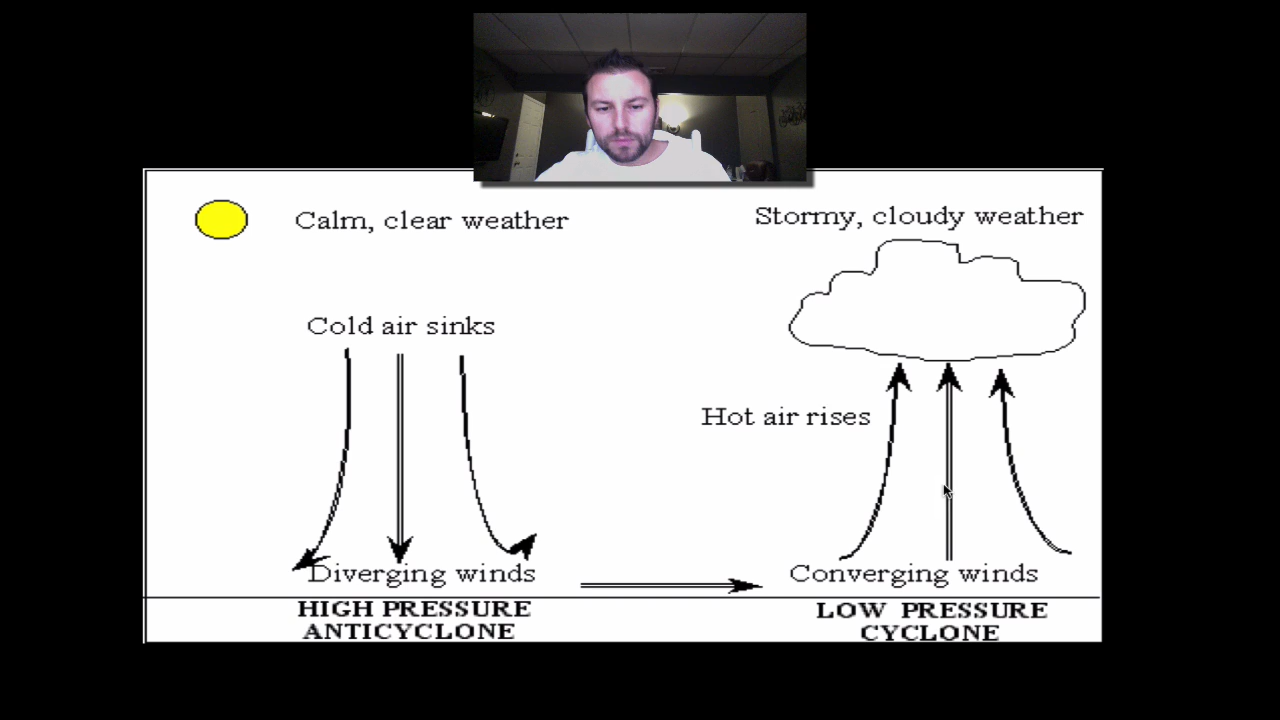 Calm, clear weather
Stormy, cloudy weather
Cold air sinks
Hot air rises
Diverging winds
Converging winds
HIGH PRESSURE
ANTICYCLONE
LOW PRESSURE
CYCLONE